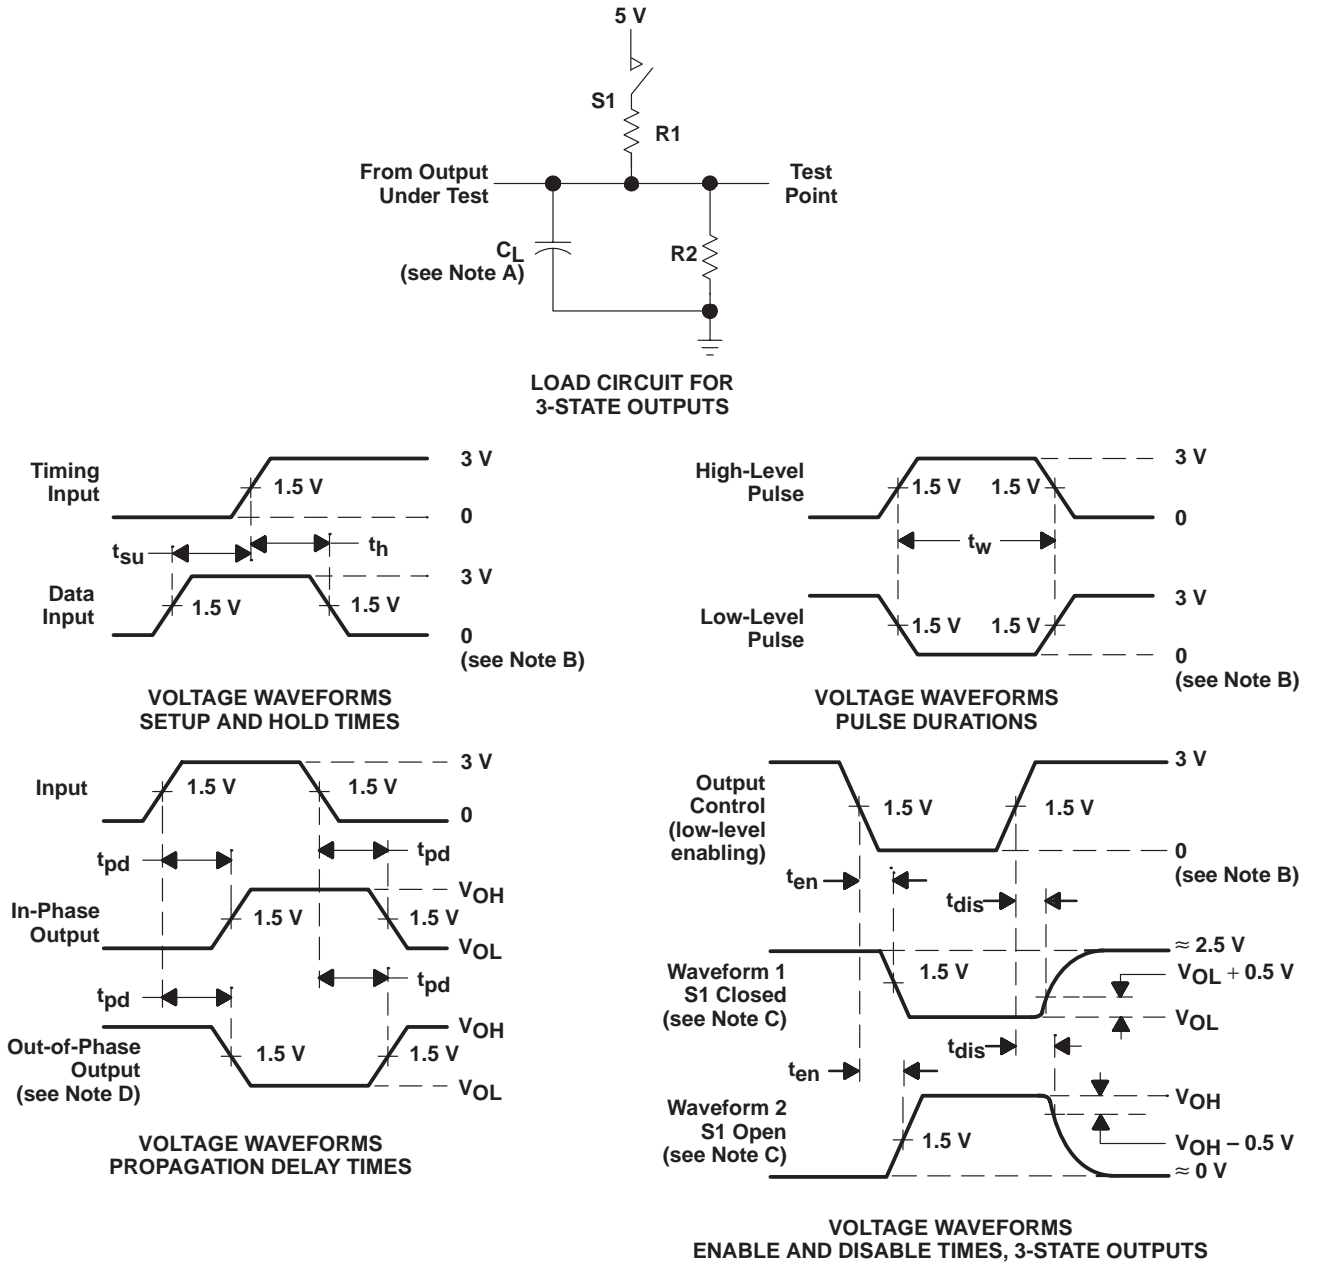 5 V
S1
R1
From Output
Under Test
Test
Point
CL
(see Note A)
R2
LOAD CIRCUIT FOR
3-STATE OUTPUTS
Timing
Input
3 V
1.5 V
0
tsu
th
Data
Input
3 V
1.5 V
1.5 V
0
(see Note B)
VOLTAGE WAVEFORMS
SETUP AND HOLD TIMES
High-Level
Pulse
3 V
1.5 V
1.5 V
0
tw
Low-Level
Pulse
3 V
1.5 V
1.5 V
0
(see Note B)
VOLTAGE WAVEFORMS
PULSE DURATIONS
Input
3 V
1.5 V
1.5 V
0
tpd
tpd
In-Phase
Output
VOH
1.5 V
1.5 V
VOL
tpd
tpd
Out-of-Phase
Output
(see Note D)
VOH
1.5 V
1.5 V
VOL
VOLTAGE WAVEFORMS
PROPAGATION DELAY TIMES
Output
Control
(low-level
enabling)
3 V
1.5 V
1.5 V
0
(see Note B)
ten
tdis
Waveform 1
S1 Closed
(see Note C)
1.5 V
≈ 2.5 V
VOL + 0.5 V
VOL
tdis
ten
Waveform 2
S1 Open
(see Note C)
1.5 V
VOH
VOH – 0.5 V
≈ 0 V
VOLTAGE WAVEFORMS
ENABLE AND DISABLE TIMES, 3-STATE OUTPUTS